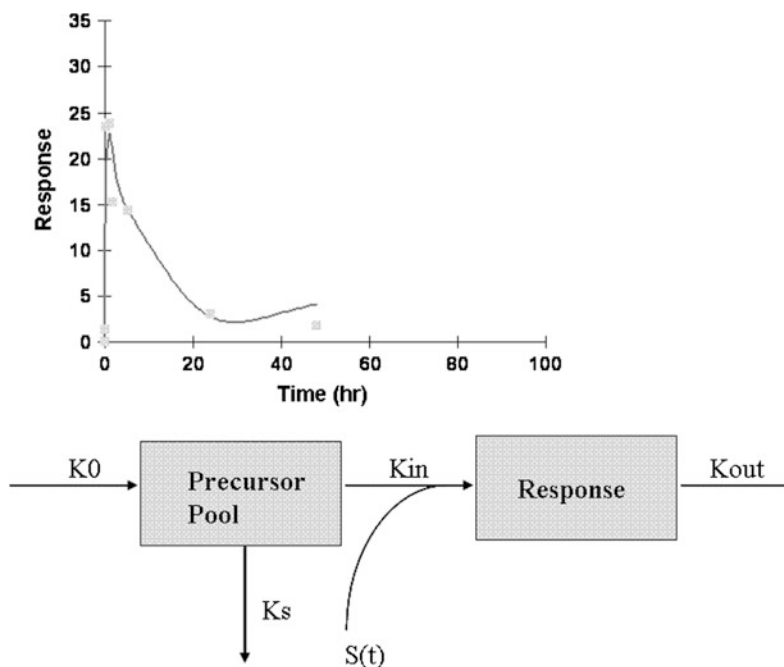 35
30
25
20
15
10
5
0
Response
0 20 40 60 80 100
Time (hr)
K0
Precursor
Pool
Kin
Response
Kout
Ks
S(t)